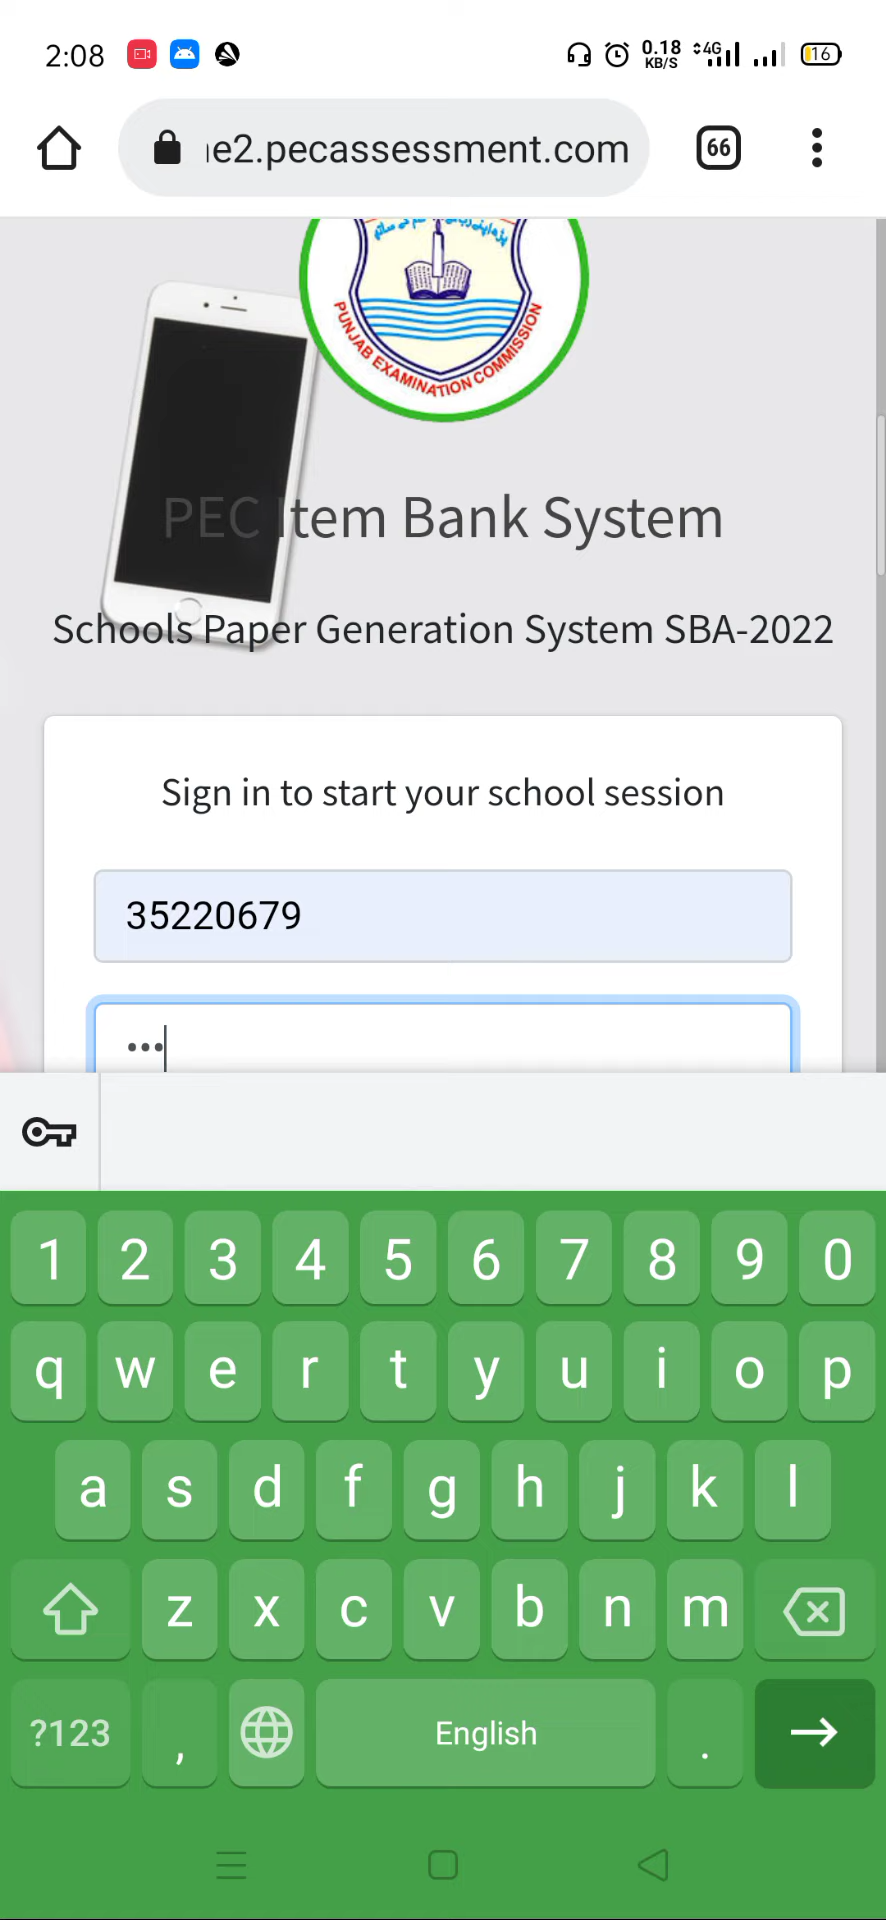 2:08 0.18 KB/S 4G 16
e2.pecassessment.com 66
PUNJAB EXAMINATION COMMISSION
PEC Item Bank System
Schools Paper Generation System SBA-2022
Sign in to start your school session
35220679
•••
1 2 3 4 5 6 7 8 9 0
q w e r t y u i o p
a s d f g h j k l
z x c v b n m
?123 , English .